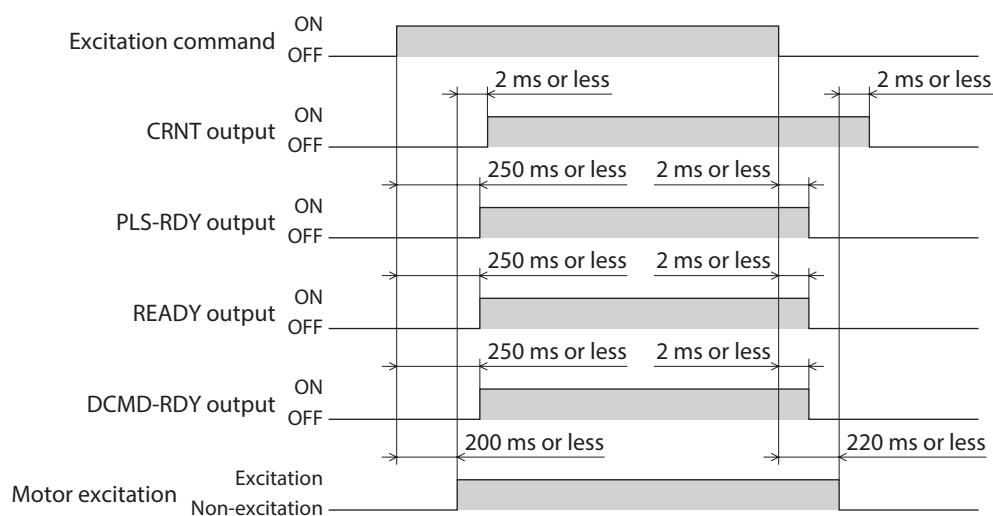 ON
Excitation command
OFF
2 ms or less 2 ms or less
ON
CRNT output
OFF
250 ms or less 2 ms or less
ON
PLS-RDY output
OFF
250 ms or less 2 ms or less
ON
READY output
OFF
250 ms or less 2 ms or less
ON
DCMD-RDY output
OFF
200 ms or less 220 ms or less
Excitation
Motor excitation
Non-excitation